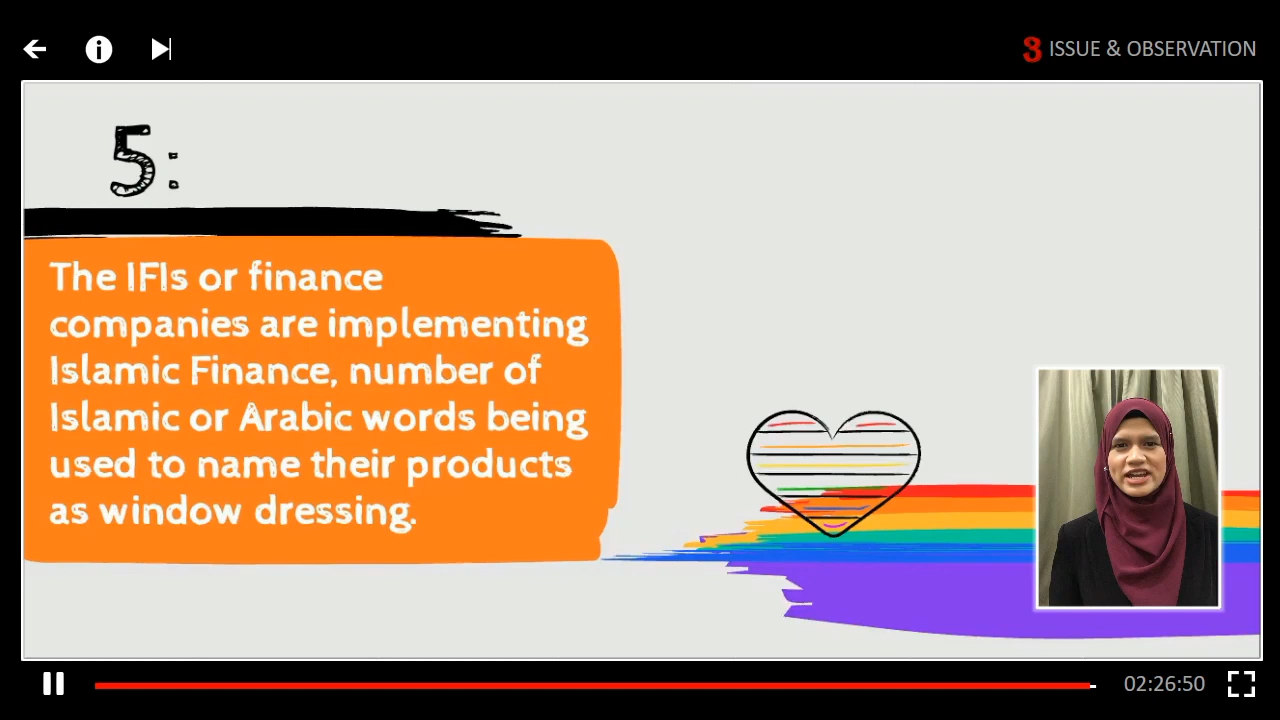 3 ISSUE & OBSERVATION
5:
The IFIs or finance
companies are implementing
Islamic Finance, number of
Islamic or Arabic words being
used to name their products
as window dressing.
02:26:50